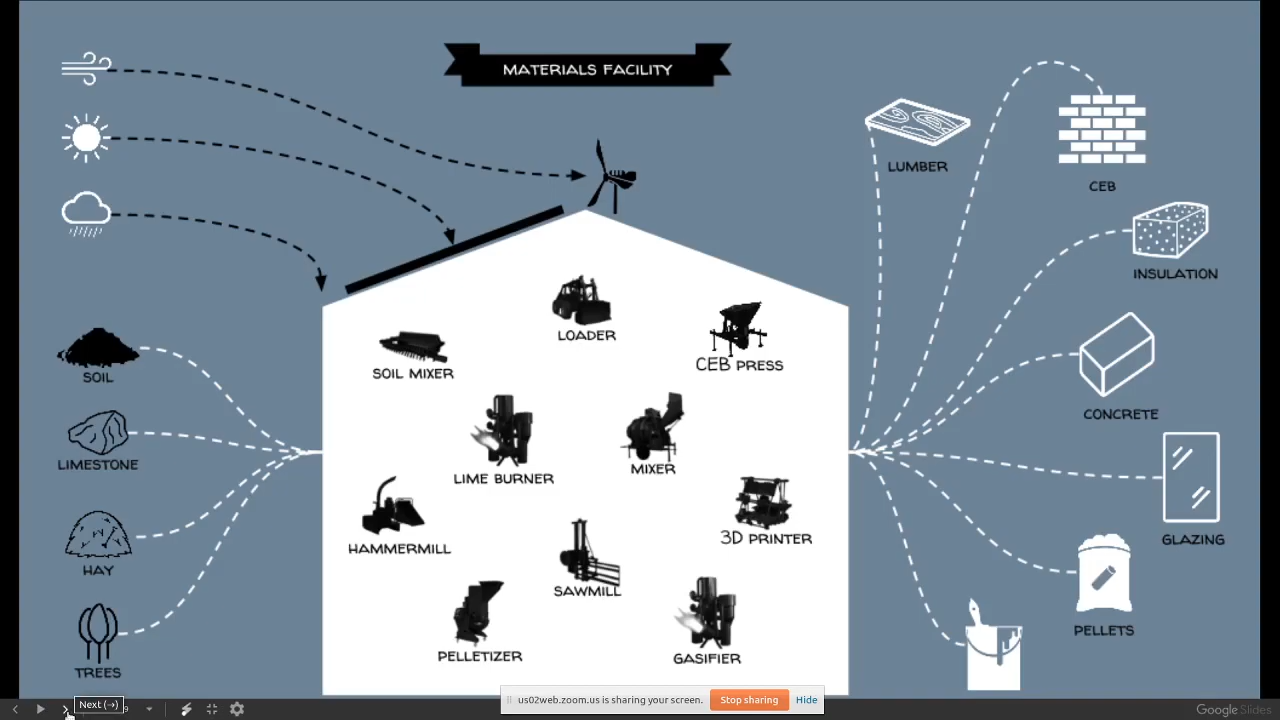 MATERIALS FACILITY
LUMBER
CEB
INSULATION
LOADER
SOIL MIXER
CEB PRESS
SOIL
CONCRETE
LIMESTONE
LIME BURNER
MIXER
HAMMERMILL
3D PRINTER
GLAZING
HAY
SAWMILL
PELLETS
TREES
PELLETIZER
GASIFIER
us02web.zoom.us is sharing your screen.
Stop sharing
Hide
Next (→)
9
Google Slides